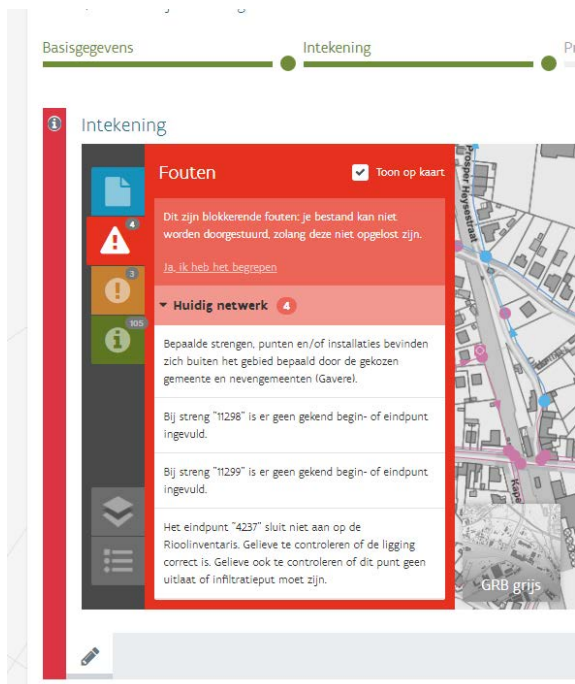 Basisgegevens
Intekening
Intekening
Fouten
Toon op kaart
4
Dit zijn blokkerende fouten: je bestand kan niet
worden doorgestuurd, zolang deze niet opgelost zijn.
Ja, ik heb het begrepen
3
Huidig netwerk 4
105
Bepaalde strengen, punten en/of installaties bevinden
zich buiten het gebied bepaald door de gekozen
gemeente en nevengemeenten (Gavere).
Bij streng "11298" is er geen gekend begin- of eindpunt
ingevuld.
Bij streng "11299" is er geen gekend begin- of eindpunt
ingevuld.
Het eindpunt "4237" sluit niet aan op de
Rioolinventaris. Gelieve te controleren of de ligging
correct is. Gelieve ook te controleren of dit punt geen
uitlaat of infiltratieput moet zijn.
Prosper Heysestraat
Kape
GRB grijs